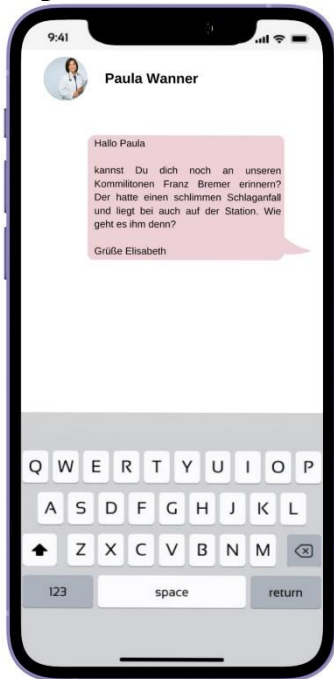 9:41
Paula Wanner
Hallo Paula
kannst Du dich noch an unseren
Kommilitonen Franz Bremer erinnern?
Der hatte einen schlimmen Schlaganfall
und liegt bei auch auf der Station. Wie
geht es ihm denn?
Grüße Elisabeth
Q W E R T Y U I O P
A S D F G H J K L
Z X C V B N M
123 space return